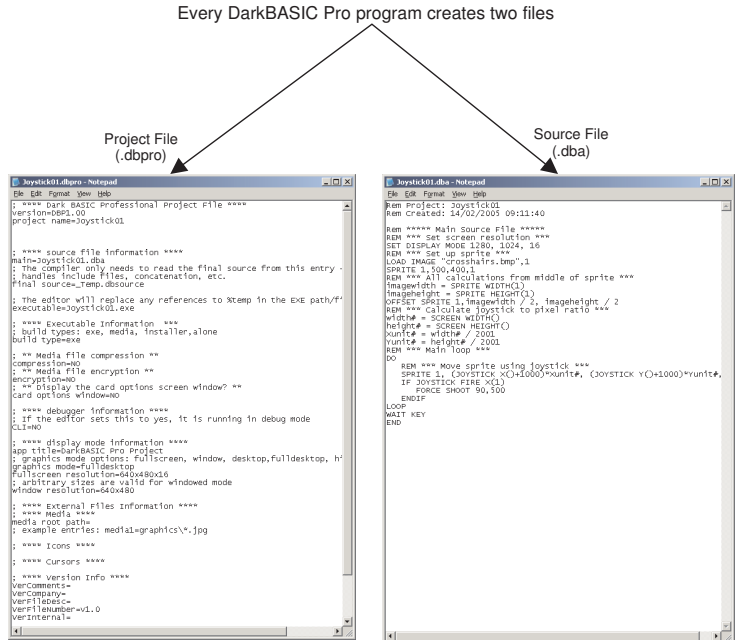 Every DarkBASIC Pro program creates two files
Project File
(.dbpro)
Source File
(.dba)
Joystick01.dbpro - Notepad
File Edit Format View Help
; **** Dark BASIC Professional Project File ****
version=DBP1.00
project name=Joystick01
; **** source file information ****
main=Joystick01.dba
; The compiler only needs to read the final source from this entry -
; handles include files, concatenation, etc.
final source=_Temp.dbsource
; The editor will replace any references to %temp in the EXE path/f
executable=Joystick01.exe
; **** Executable Information ***
; build types: exe, media, installer,alone
build type=exe
; ** Media file compression **
compression=NO
; ** Media file encryption **
encryption=NO
; ** Display the card options screen window? **
card options window=NO
; **** debugger information ****
; If the editor sets this to yes, it is running in debug mode
CLI=NO
; **** display mode information ****
app title=DarkBASIC Pro Project
; graphics mode options: fullscreen, window, desktop,fulldesktop, h
graphics mode=fulldesktop
fullscreen resolution=640x480x16
; arbitrary sizes are valid for windowed mode
window resolution=640x480
; **** External Files Information ****
; **** Media ****
media root path=
; example entries: media1=graphics\*.jpg
; **** Icons ****
; **** Cursors ****
; **** Version Info ****
VerComments=
VerCompany=
VerFileDesc=
VerFileNumber=v1.0
VerInternal=
Joystick01.dba - Notepad
File Edit Format View Help
Rem Project: Joystick01
Rem Created: 14/02/2005 09:11:40
Rem ***** Main Source File *****
REM *** Set screen resolution ***
SET DISPLAY MODE 1280, 1024, 16
REM *** Set up sprite ***
LOAD IMAGE "crosshairs.bmp",1
SPRITE 1,500,400,1
REM *** All calculations from middle of sprite ***
imagewidth = SPRITE WIDTH(1)
imageheight = SPRITE HEIGHT(1)
OFFSET SPRITE 1,imagewidth / 2, imageheight / 2
REM *** Calculate joystick to pixel ratio ***
width# = SCREEN WIDTH()
height# = SCREEN HEIGHT()
Xunit# = width# / 2001
Yunit# = height# / 2001
REM *** Main loop ***
DO
REM *** Move sprite using joystick ***
SPRITE 1, (JOYSTICK X()+1000)*Xunit#, (JOYSTICK Y()+1000)*Yunit#,
IF JOYSTICK FIRE X(1)
FORCE SHOOT 90,500
ENDIF
LOOP
WAIT KEY
END